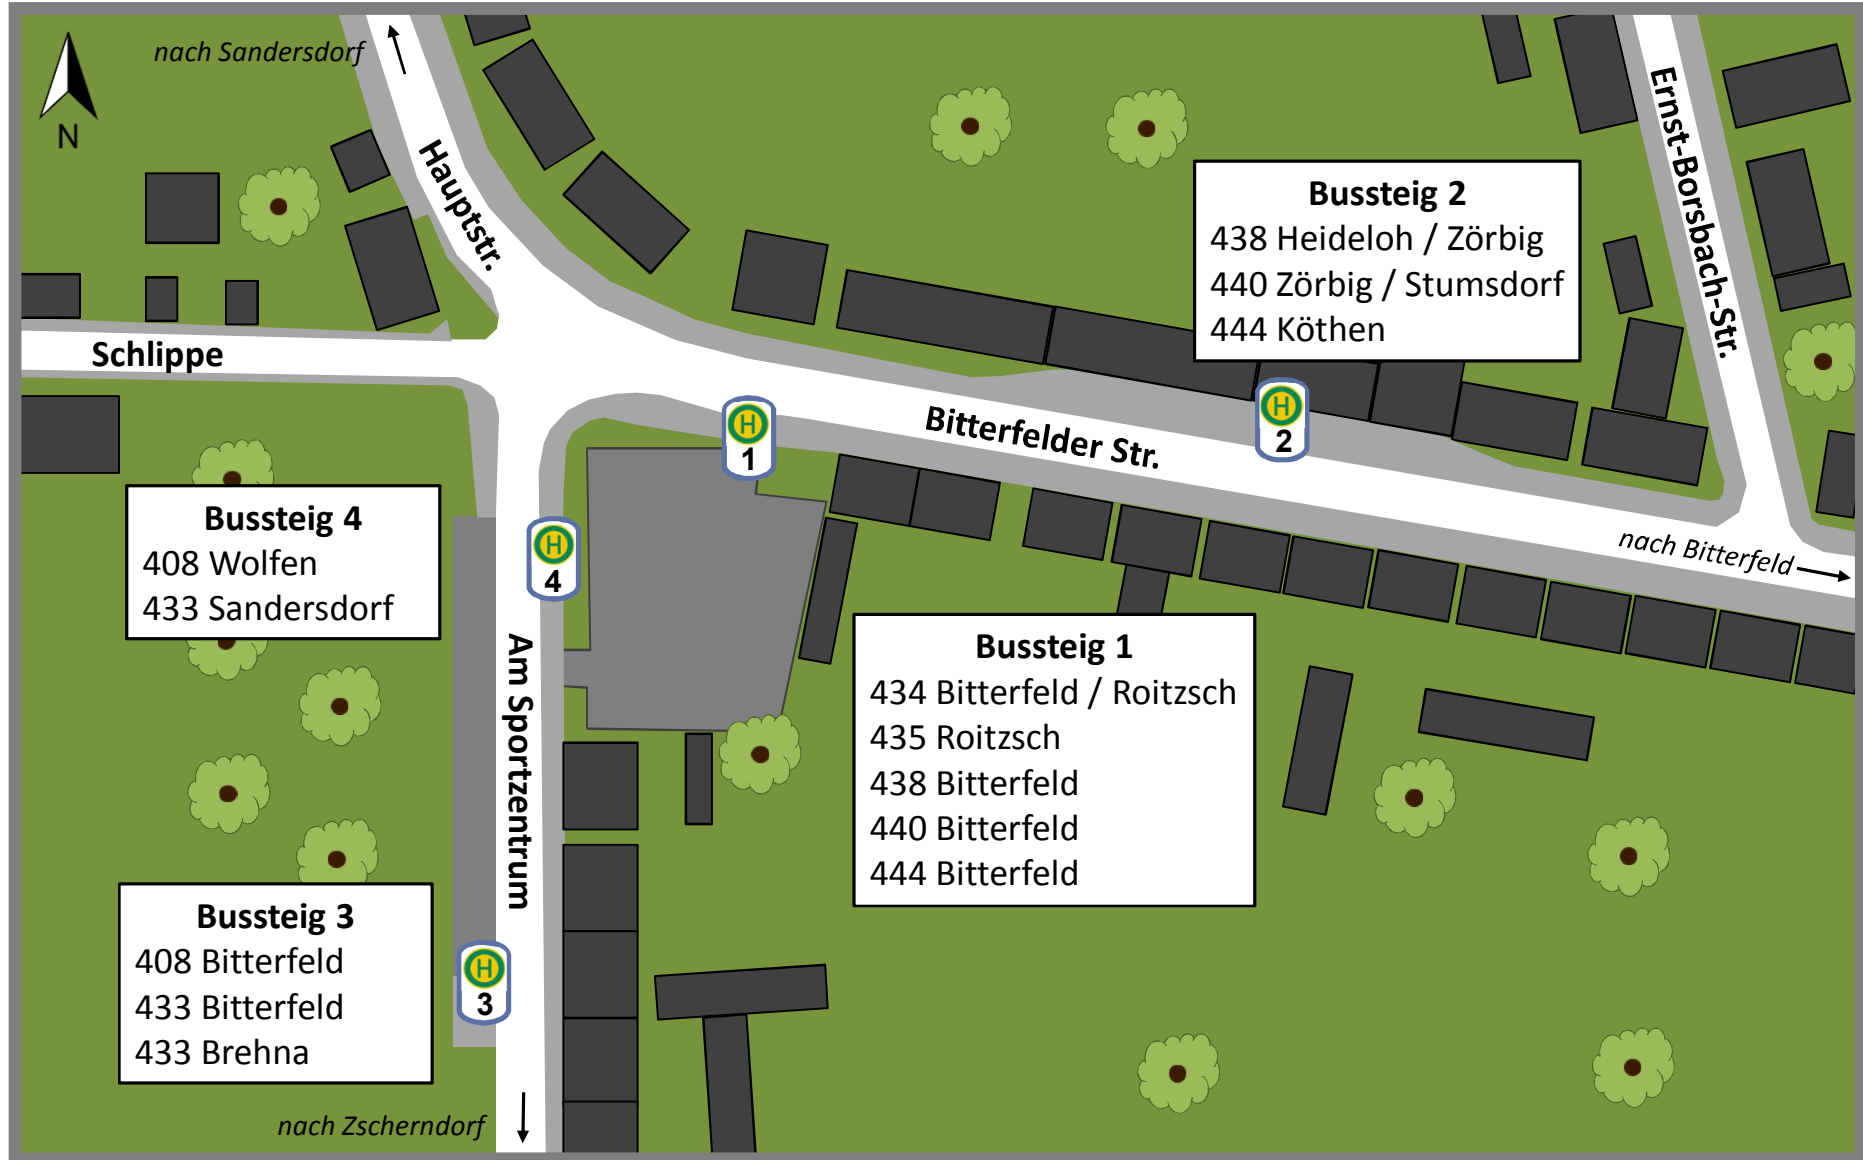 nach Sandersdorf
N
Hauptstr.
Ernst-Borsbach-Str.
Bussteig 2
438 Heideloh / Zörbig
440 Zörbig / Stumsdorf
444 Köthen
Schlippe
H
1
Bitterfelder Str.
H
2
nach Bitterfeld
Bussteig 4
408 Wolfen
433 Sandersdorf
H
4
Am Sportzentrum
Bussteig 1
434 Bitterfeld / Roitzsch
435 Roitzsch
438 Bitterfeld
440 Bitterfeld
444 Bitterfeld
Bussteig 3
408 Bitterfeld
433 Bitterfeld
433 Brehna
H
3
nach Zscherndorf